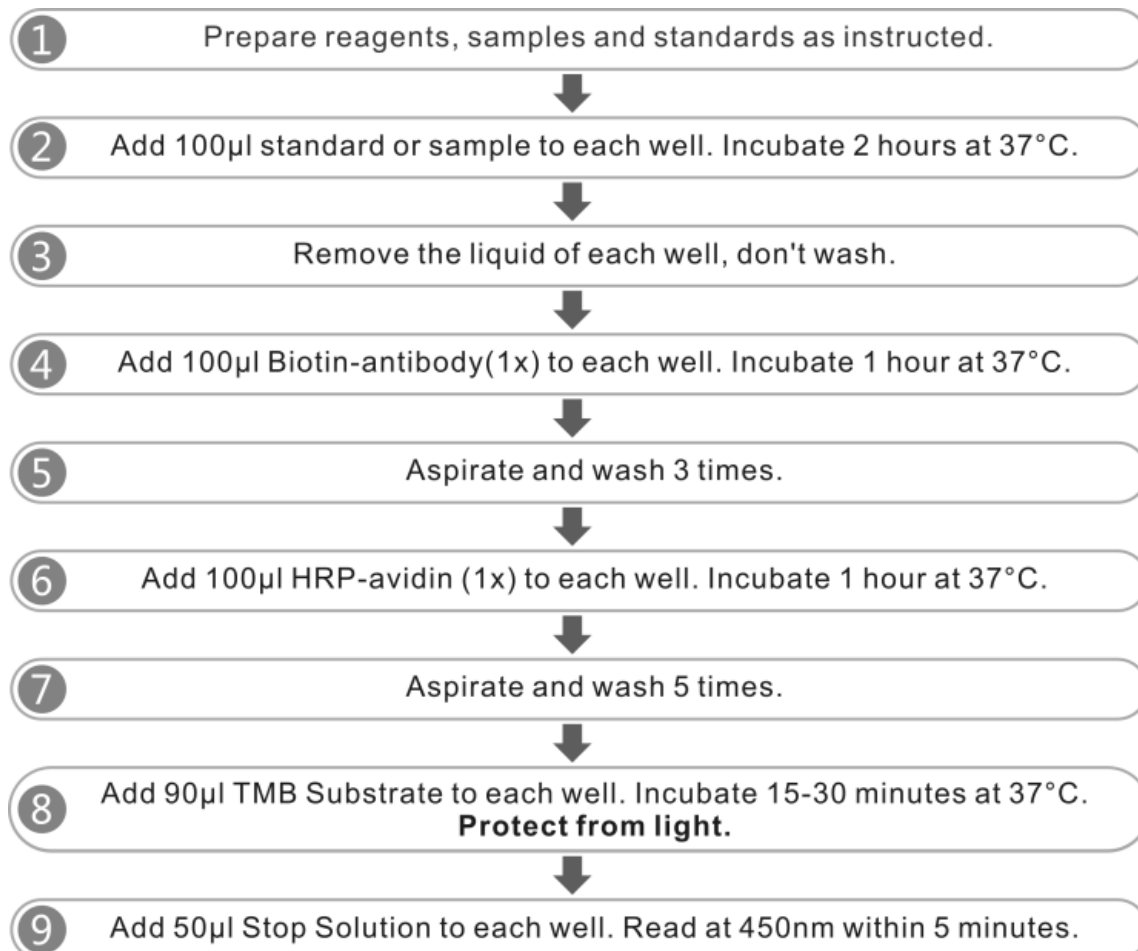 1 Prepare reagents, samples and standards as instructed.
2 Add 100µl standard or sample to each well. Incubate 2 hours at 37°C.
3 Remove the liquid of each well, don't wash.
4 Add 100µl Biotin-antibody(1x) to each well. Incubate 1 hour at 37°C.
5 Aspirate and wash 3 times.
6 Add 100µl HRP-avidin (1x) to each well. Incubate 1 hour at 37°C.
7 Aspirate and wash 5 times.
8 Add 90µl TMB Substrate to each well. Incubate 15-30 minutes at 37°C.
Protect from light.
9 Add 50µl Stop Solution to each well. Read at 450nm within 5 minutes.